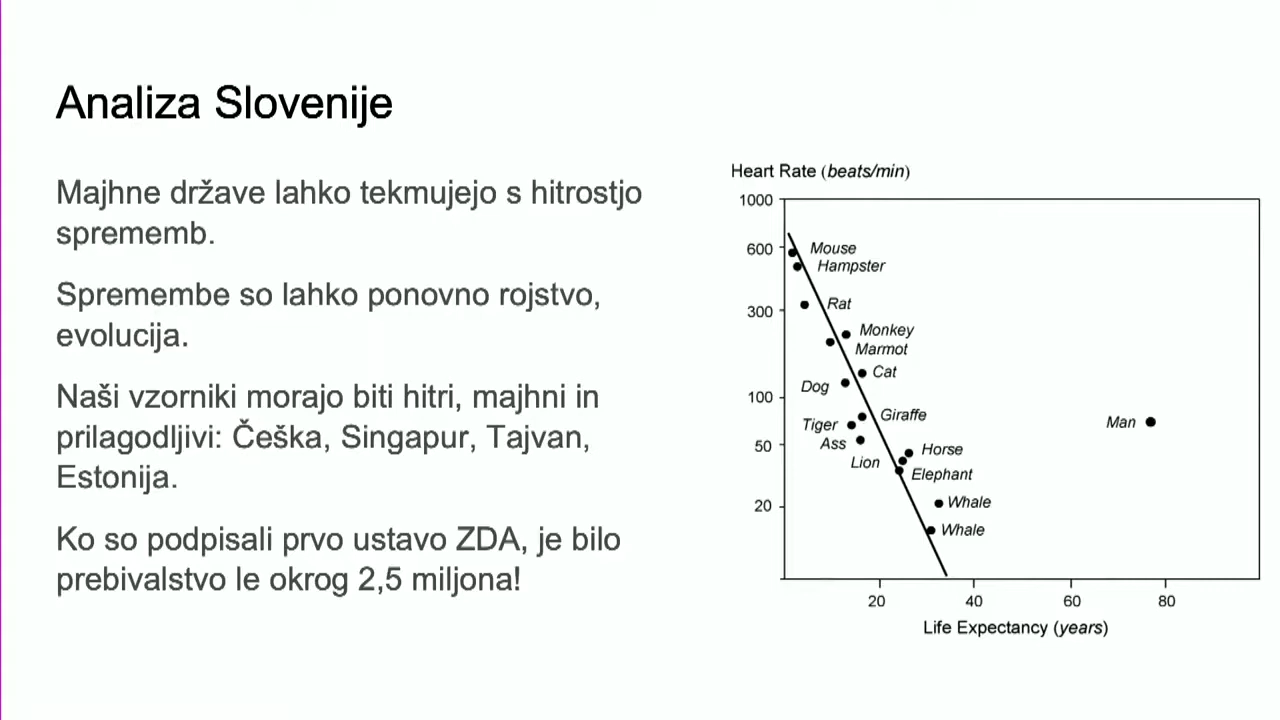 Analiza Slovenije
Majhne države lahko tekmujejo s hitrostjo
sprememb.
Spremembe so lahko ponovno rojstvo,
evolucija.
Naši vzorniki morajo biti hitri, majhni in
prilagodljivi: Češka, Singapur, Tajvan,
Estonija.
Ko so podpisali prvo ustavo ZDA, je bilo
prebivalstvo le okrog 2,5 miljona!
Heart Rate (beats/min)
1000
600
300
100
50
20
Mouse
Hampster
Rat
Monkey
Marmot
Cat
Dog
Giraffe
Tiger
Man
Ass
Horse
Lion
Elephant
Whale
Whale
20 40 60 80
Life Expectancy (years)